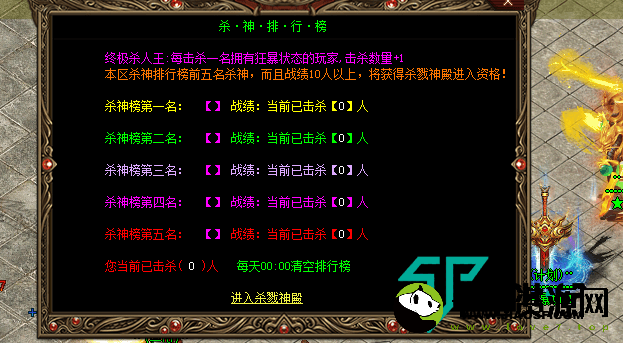 杀·神·排·行·榜
终极杀人王:每击杀一名拥有狂暴状态的玩家,击杀数量+1
本区杀神排行榜前五名杀神,而且战绩10人以上,将获得杀戮神殿进入资格!
杀神榜第一名: 【】 战绩: 当前已击杀【0】人
杀神榜第二名: 【】 战绩: 当前已击杀【0】人
杀神榜第三名: 【】 战绩: 当前已击杀【0】人
杀神榜第四名: 【】 战绩: 当前已击杀【0】人
杀神榜第五名: 【】 战绩: 当前已击杀【0】人
您当前已击杀( 0 )人 每天00:00清空排行榜
进入杀戮神殿